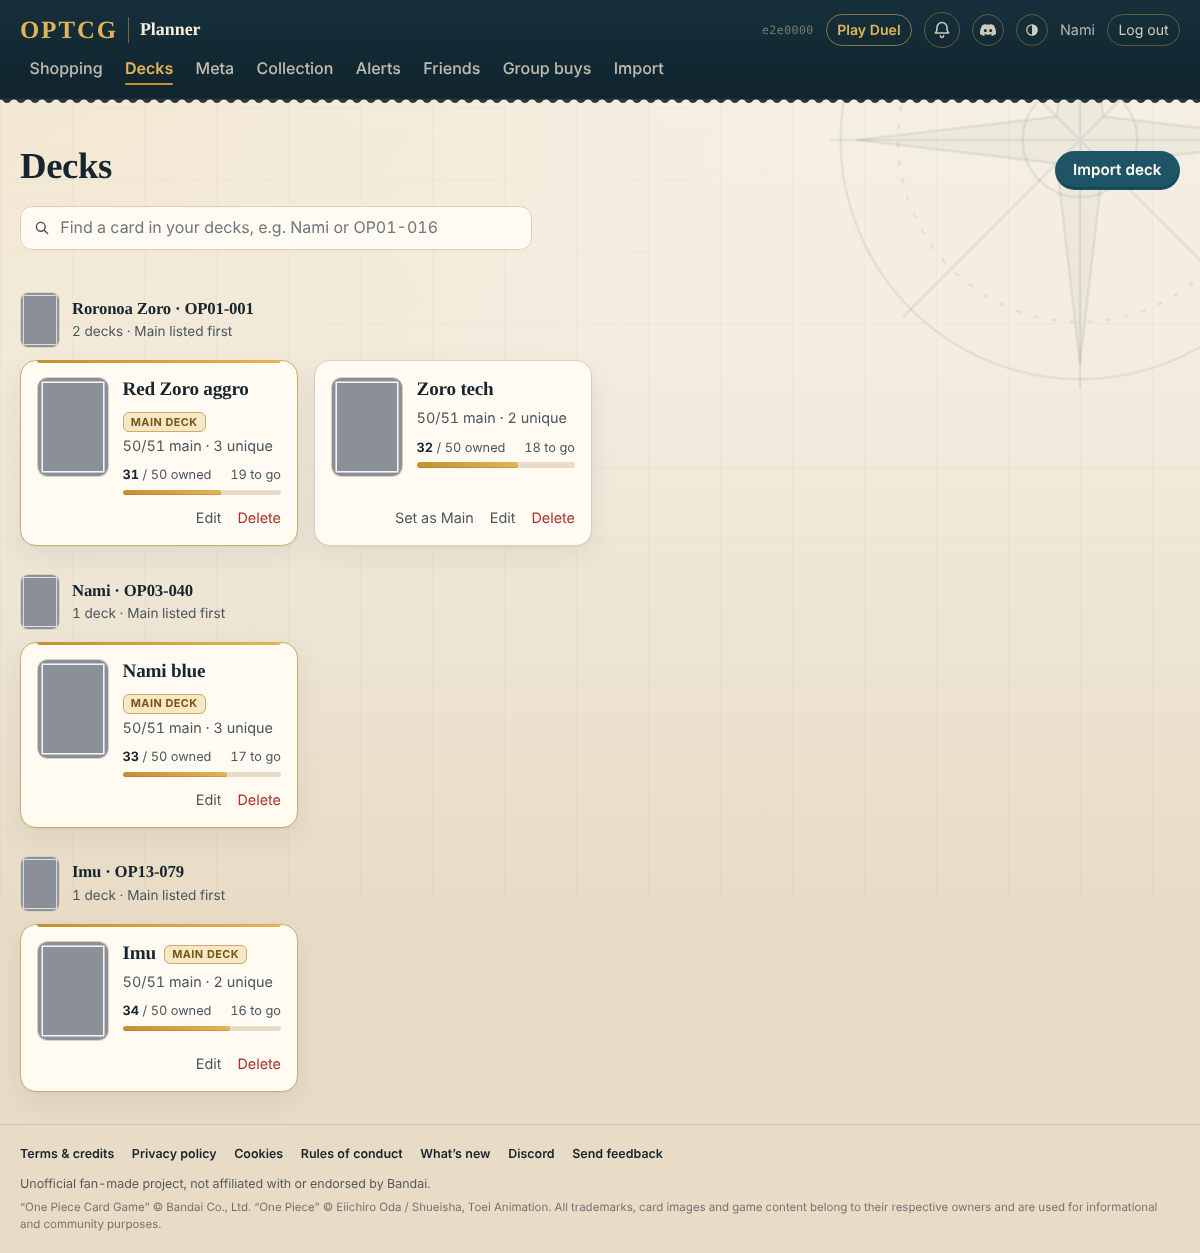 OPTCG Planner
e2e0000 Play Duel Nami Log out
Shopping Decks Meta Collection Alerts Friends Group buys Import
Decks
Import deck
Find a card in your decks, e.g. Nami or OP01-016
Roronoa Zoro · OP01-001
2 decks · Main listed first
Red Zoro aggro
MAIN DECK
50/51 main · 3 unique
31 / 50 owned 19 to go
Edit Delete
Zoro tech
50/51 main · 2 unique
32 / 50 owned 18 to go
Set as Main Edit Delete
Nami · OP03-040
1 deck · Main listed first
Nami blue
MAIN DECK
50/51 main · 3 unique
33 / 50 owned 17 to go
Edit Delete
Imu · OP13-079
1 deck · Main listed first
Imu MAIN DECK
50/51 main · 2 unique
34 / 50 owned 16 to go
Edit Delete
Terms & credits Privacy policy Cookies Rules of conduct What’s new Discord Send feedback
Unofficial fan-made project, not affiliated with or endorsed by Bandai.
“One Piece Card Game” © Bandai Co., Ltd. “One Piece” © Eiichiro Oda / Shueisha, Toei Animation. All trademarks, card images and game content belong to their respective owners and are used for informational
and community purposes.